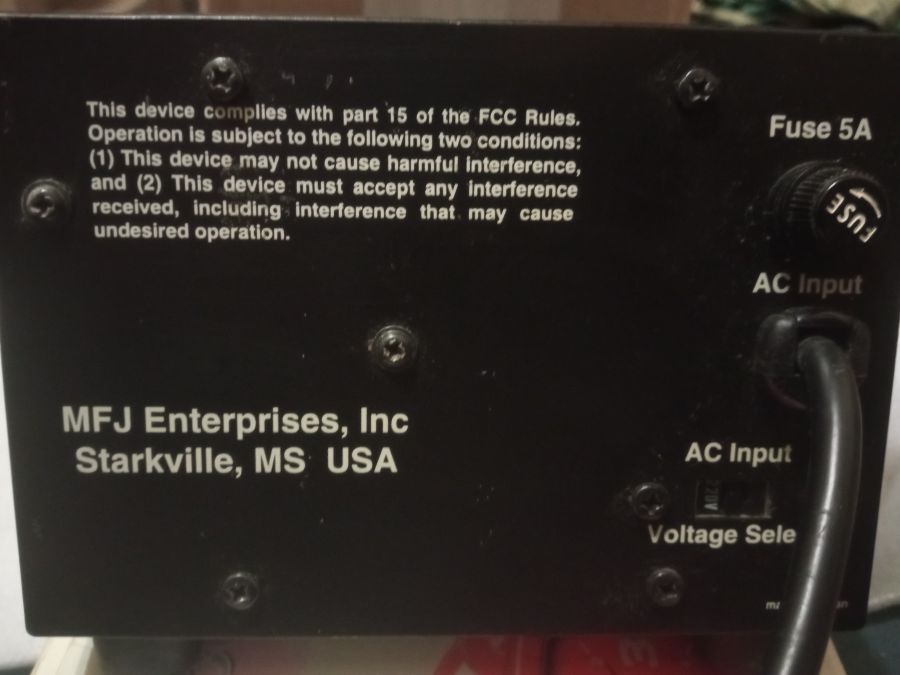 This device complies with part 15 of the FCC Rules.
Operation is subject to the following two conditions:
(1) This device may not cause harmful interference,
and (2) This device must accept any interference
received, including interference that may cause
undesired operation.
Fuse 5A
FUSE
AC Input
MFJ Enterprises, Inc
Starkville, MS USA
AC Input
220V
Voltage Sele